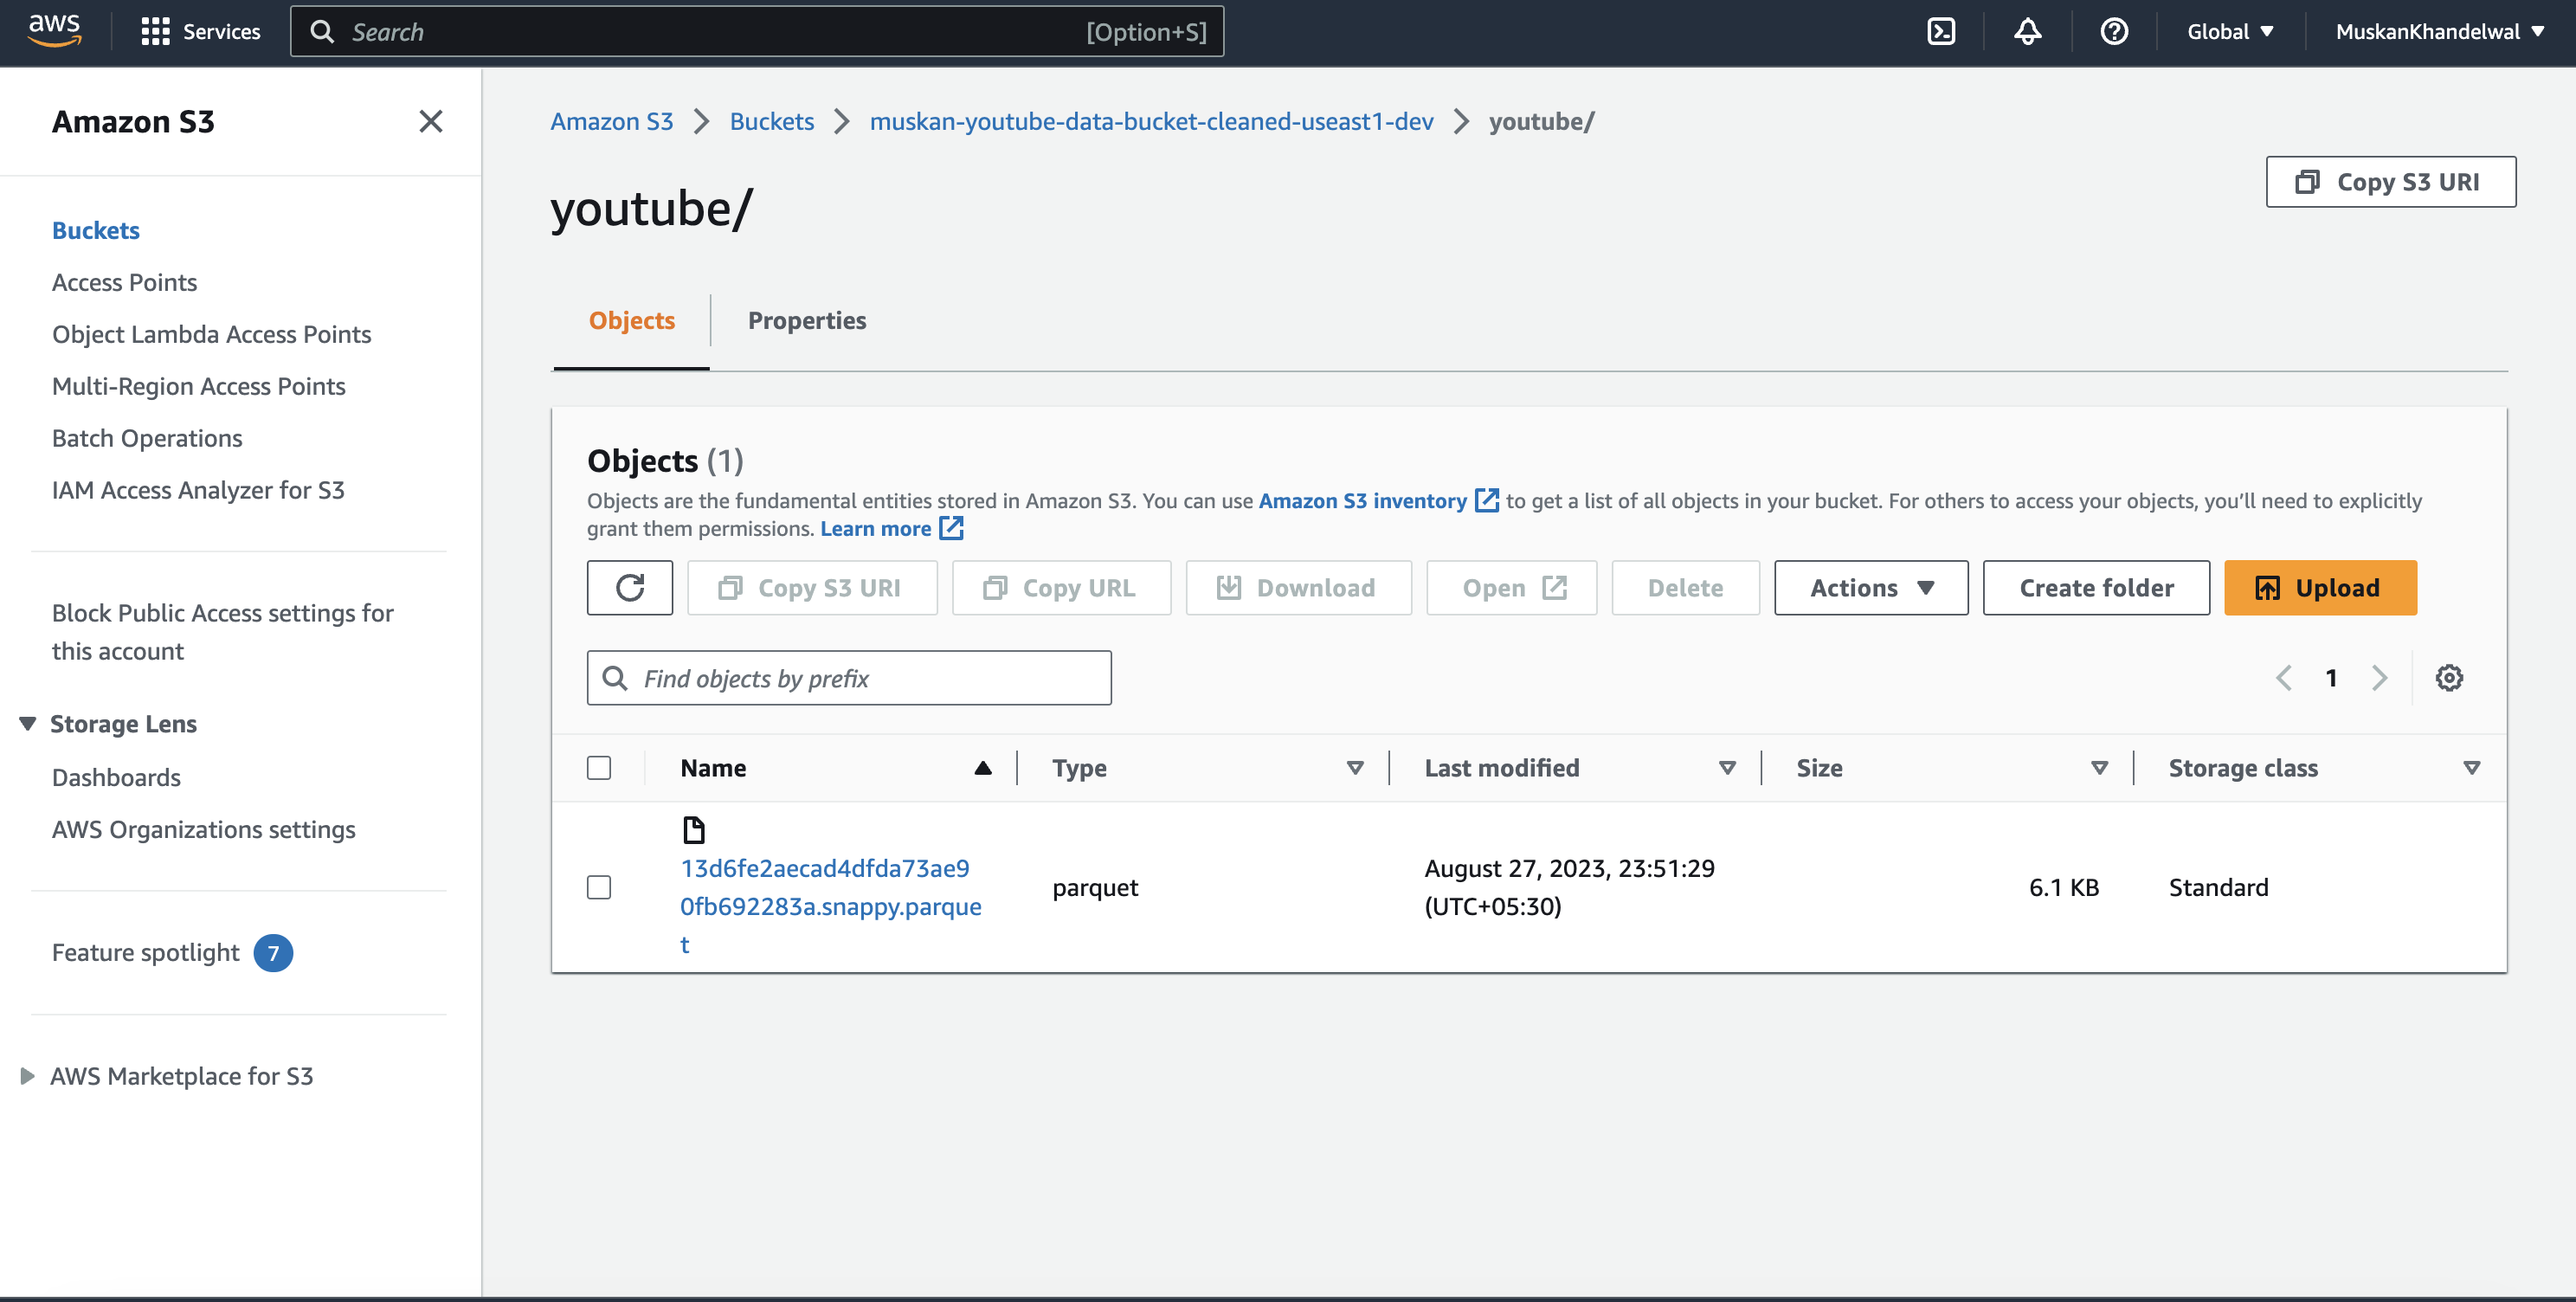 aws
Services
Search
[Option+S]
Global
MuskanKhandelwal
Amazon S3
Buckets
Access Points
Object Lambda Access Points
Multi-Region Access Points
Batch Operations
IAM Access Analyzer for S3
Block Public Access settings for
this account
Storage Lens
Dashboards
AWS Organizations settings
Feature spotlight 7
AWS Marketplace for S3
Amazon S3 > Buckets > muskan-youtube-data-bucket-cleaned-useast1-dev > youtube/
youtube/
Copy S3 URI
Objects
Properties
Objects (1)
Objects are the fundamental entities stored in Amazon S3. You can use Amazon S3 inventory to get a list of all objects in your bucket. For others to access your objects, you’ll need to explicitly
grant them permissions. Learn more
Copy S3 URI
Copy URL
Download
Open
Delete
Actions
Create folder
Upload
Find objects by prefix
1
Name
Type
Last modified
Size
Storage class
13d6fe2aecad4dfda73ae9
0fb692283a.snappy.parque
t
parquet
August 27, 2023, 23:51:29
(UTC+05:30)
6.1 KB
Standard